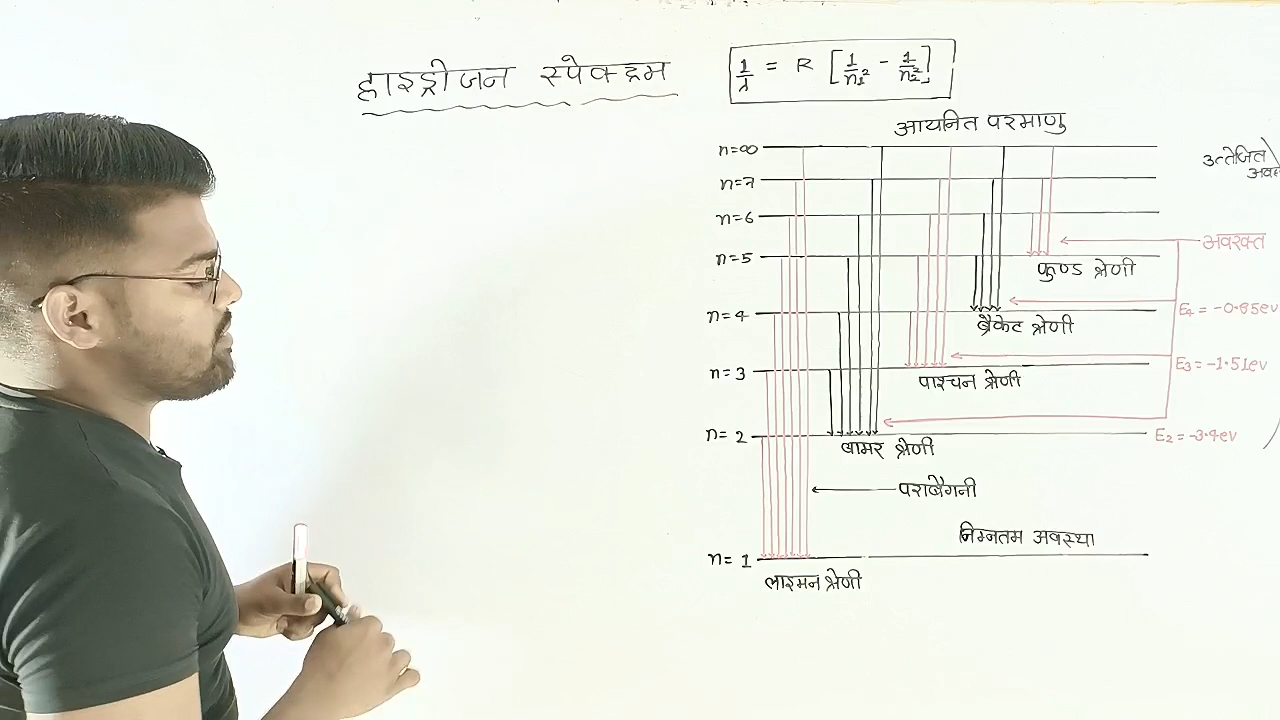 हाइड्रोजन स्पेक्ट्रम
1/λ = R [1/n₁² - 1/n₂²]
आयनित परमाणु
n=∞
उत्तेजित
n=7
n=6
अवरक्त
n=5
फुण्ड श्रेणी
n=4
E₄ = -0.85ev
ब्रैकेट श्रेणी
n=3
E₃ = -1.51ev
पाश्चन श्रेणी
n=2
E₂ = -3.4ev
बामर श्रेणी
पराबैगनी
निम्नतम अवस्था
n=1
लाइमन श्रेणी